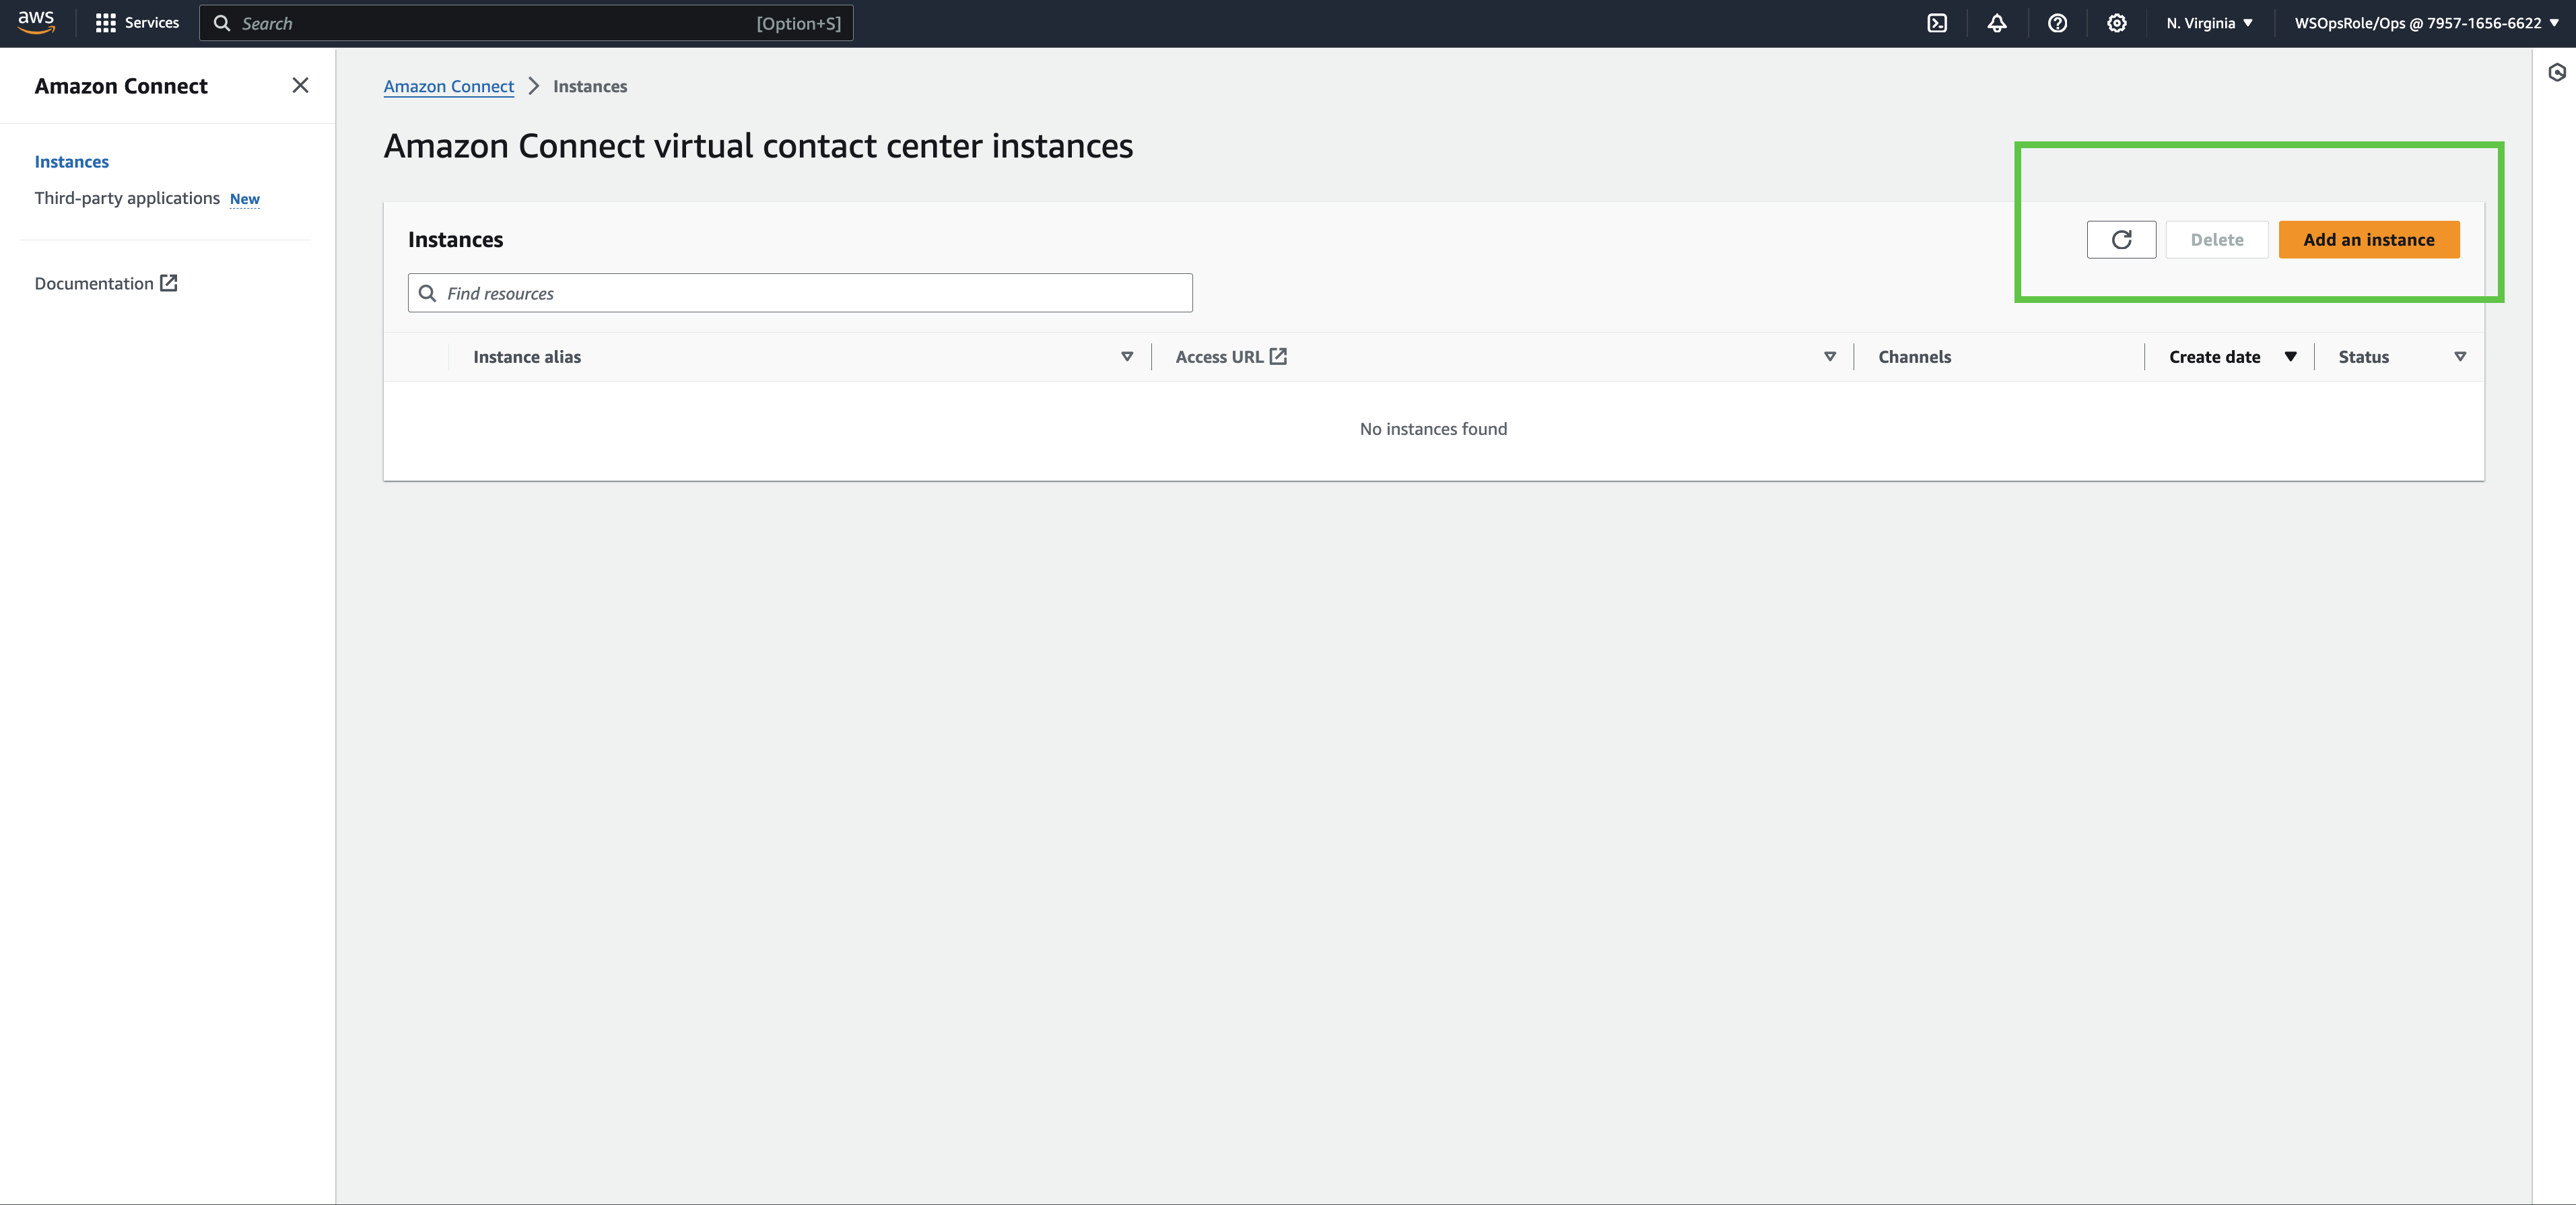 aws Services Search [Option+S] N. Virginia WSOpsRole/Ops @ 7957-1656-6622
Amazon Connect
Instances
Third-party applications New
Documentation
Amazon Connect Instances
Amazon Connect virtual contact center instances
Instances
Delete
Add an instance
Find resources
Instance alias Access URL Channels Create date Status
No instances found